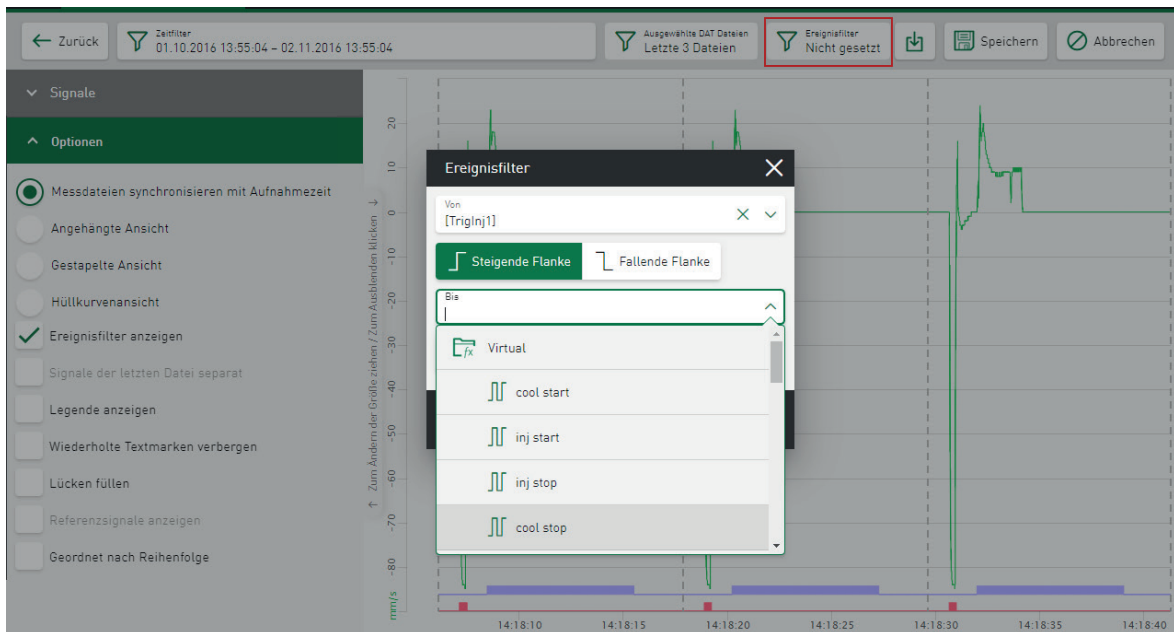 Zurück
Zeitfilter
01.10.2016 13:55:04 – 02.11.2016 13:55:04
Ausgewählte DAT Dateien
Letzte 3 Dateien
Ereignisfilter
Nicht gesetzt
Speichern
Abbrechen
Signale
Optionen
Messdateien synchronisieren mit Aufnahmezeit
Angehängte Ansicht
Gestapelte Ansicht
Hüllkurvenansicht
Ereignisfilter anzeigen
Signale der letzten Datei separat
Legende anzeigen
Wiederholte Textmarken verbergen
Lücken füllen
Referenzsignale anzeigen
Geordnet nach Reihenfolge
↑ Zum Ändern der Größe ziehen / Zum Ausblenden klicken ↓
20
10
0
-10
-20
-30
-40
-50
-60
-70
-80
mm/s
Ereignisfilter
Von
[TrigInj1]
Steigende Flanke
Fallende Flanke
Bis
fx Virtual
cool start
inj start
inj stop
cool stop
14:18:10
14:18:15
14:18:20
14:18:25
14:18:30
14:18:35
14:18:40